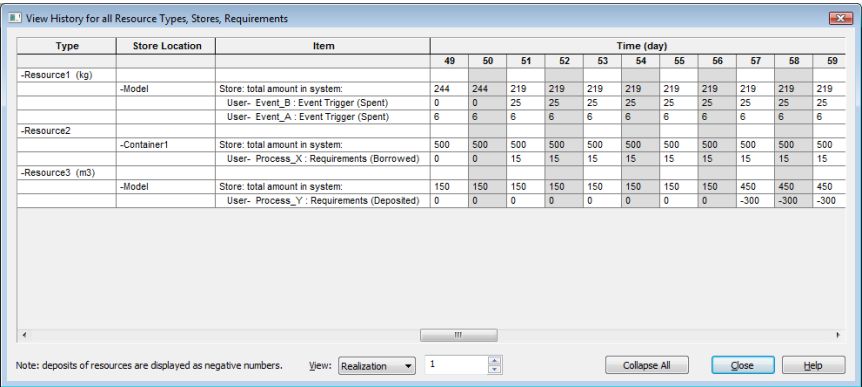 View History for all Resource Types, Stores, Requirements
Type Store Location Item Time (day)
49 50 51 52 53 54 55 56 57 58 59
-Resource1 (kg)
-Model Store: total amount in system: 244 244 219 219 219 219 219 219 219 219 219
User- Event_B : Event Trigger (Spent) 0 0 25 25 25 25 25 25 25 25 25
User- Event_A : Event Trigger (Spent) 6 6 6 6 6 6 6 6 6 6 6
-Resource2
-Container1 Store: total amount in system: 500 500 500 500 500 500 500 500 500 500 500
User- Process_X : Requirements (Borrowed) 0 0 15 15 15 15 15 15 15 15 15
-Resource3 (m3)
-Model Store: total amount in system: 150 150 150 150 150 150 150 150 450 450 450
User- Process_Y : Requirements (Deposited) 0 0 0 0 0 0 0 0 -300 -300 -300
Note: deposits of resources are displayed as negative numbers. View: Realization 1 Collapse All Close Help